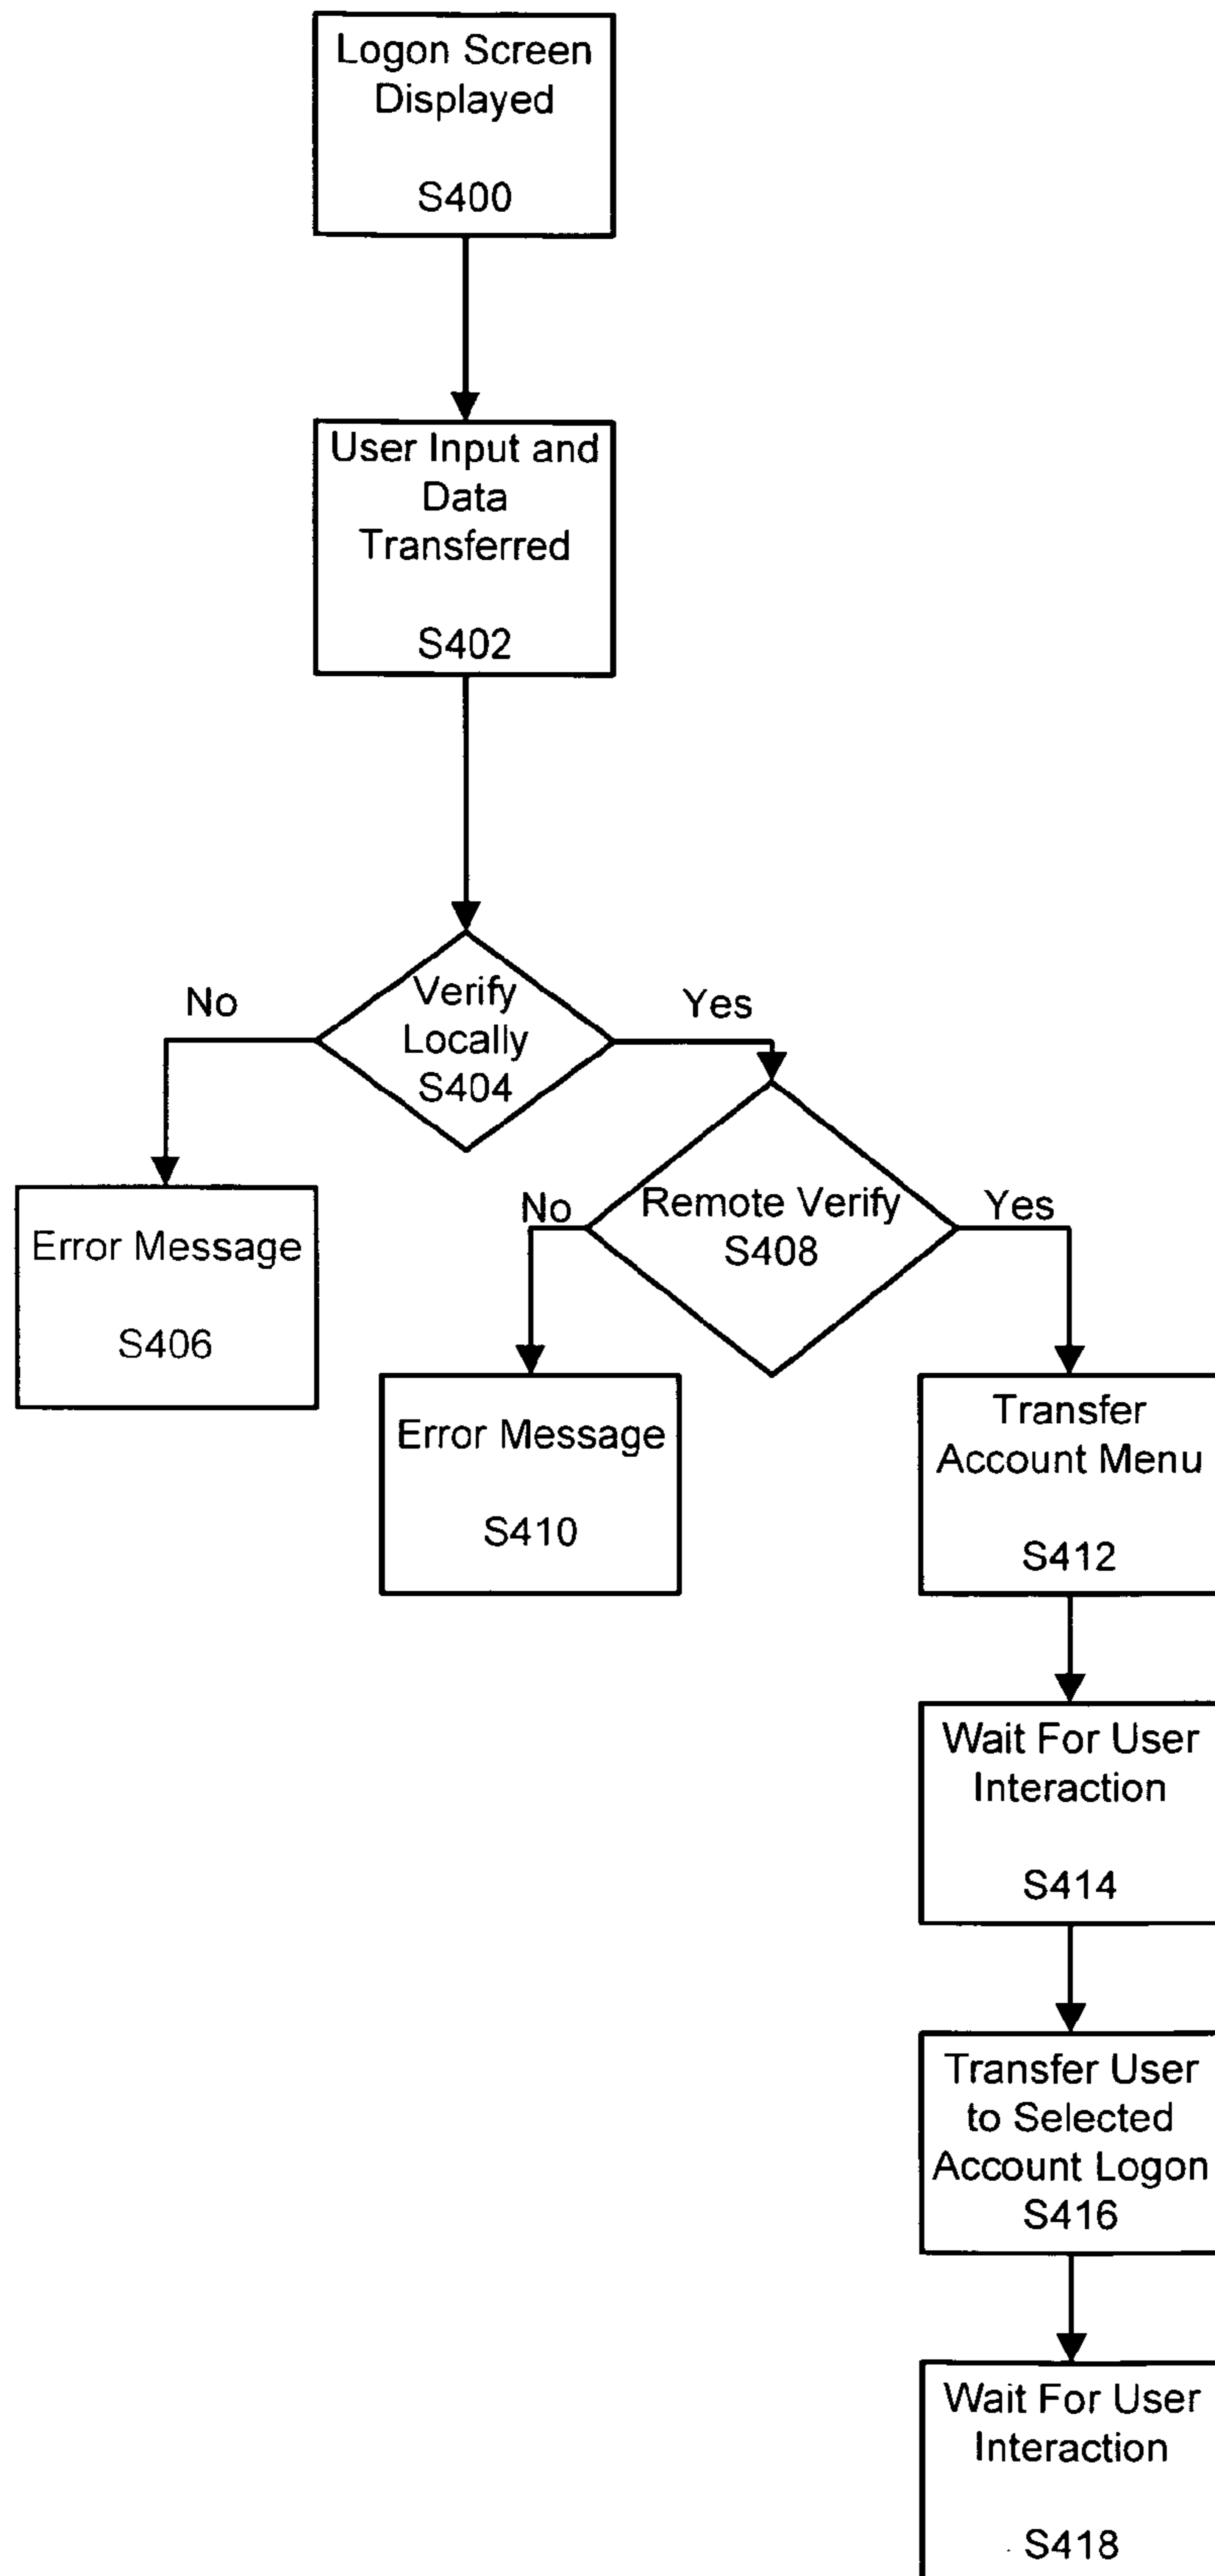 Logon Screen
Displayed
S400
User Input and
Data
Transferred
S402
No
Verify
Locally
S404
Yes
Error Message
S406
No
Remote Verify
S408
Yes
Error Message
S410
Transfer
Account Menu
S412
Wait For User
Interaction
S414
Transfer User
to Selected
Account Logon
S416
Wait For User
Interaction
S418